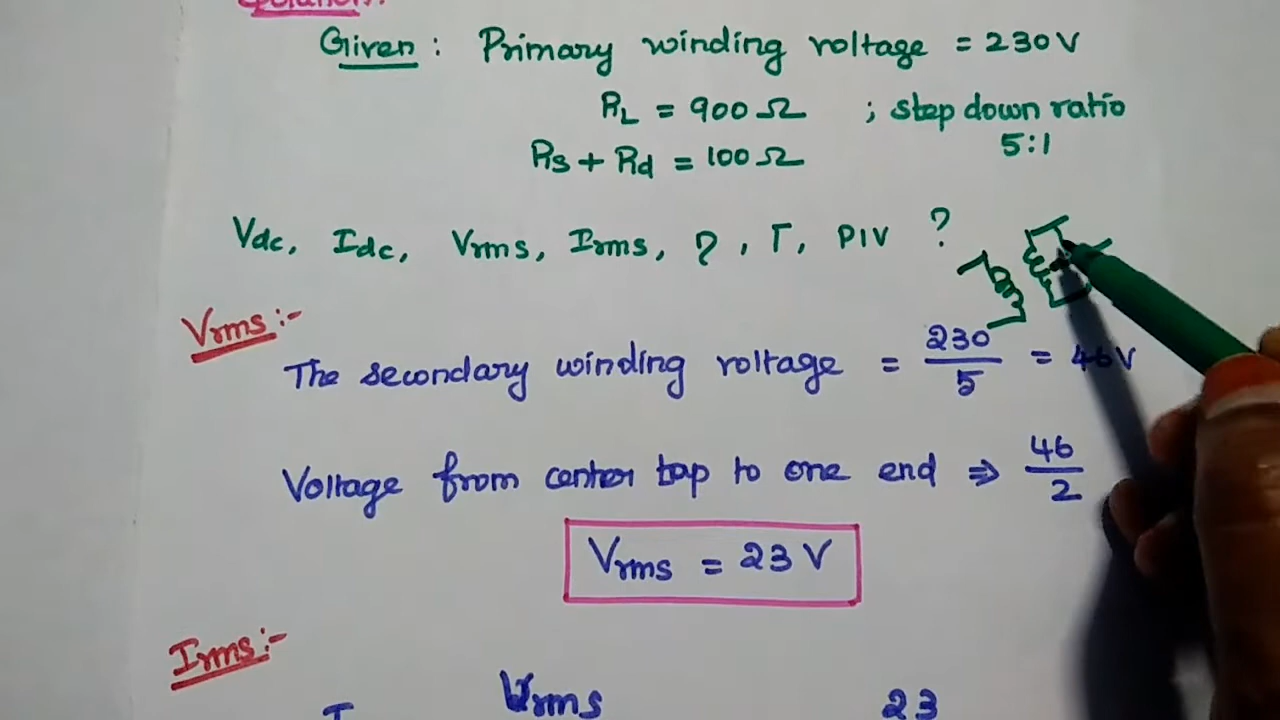 Solution:
Given: Primary winding voltage = 230V
RL = 900Ω ; step down ratio
5:1
Rs + Rd = 100Ω
Vdc, Idc, Vrms, Irms, η, Γ, PIV ?
Vrms:-
The secondary winding voltage = 230/5 = 46V
Voltage from center tap to one end ⇒ 46/2
Vrms = 23V
Irms:-
Vrms 23